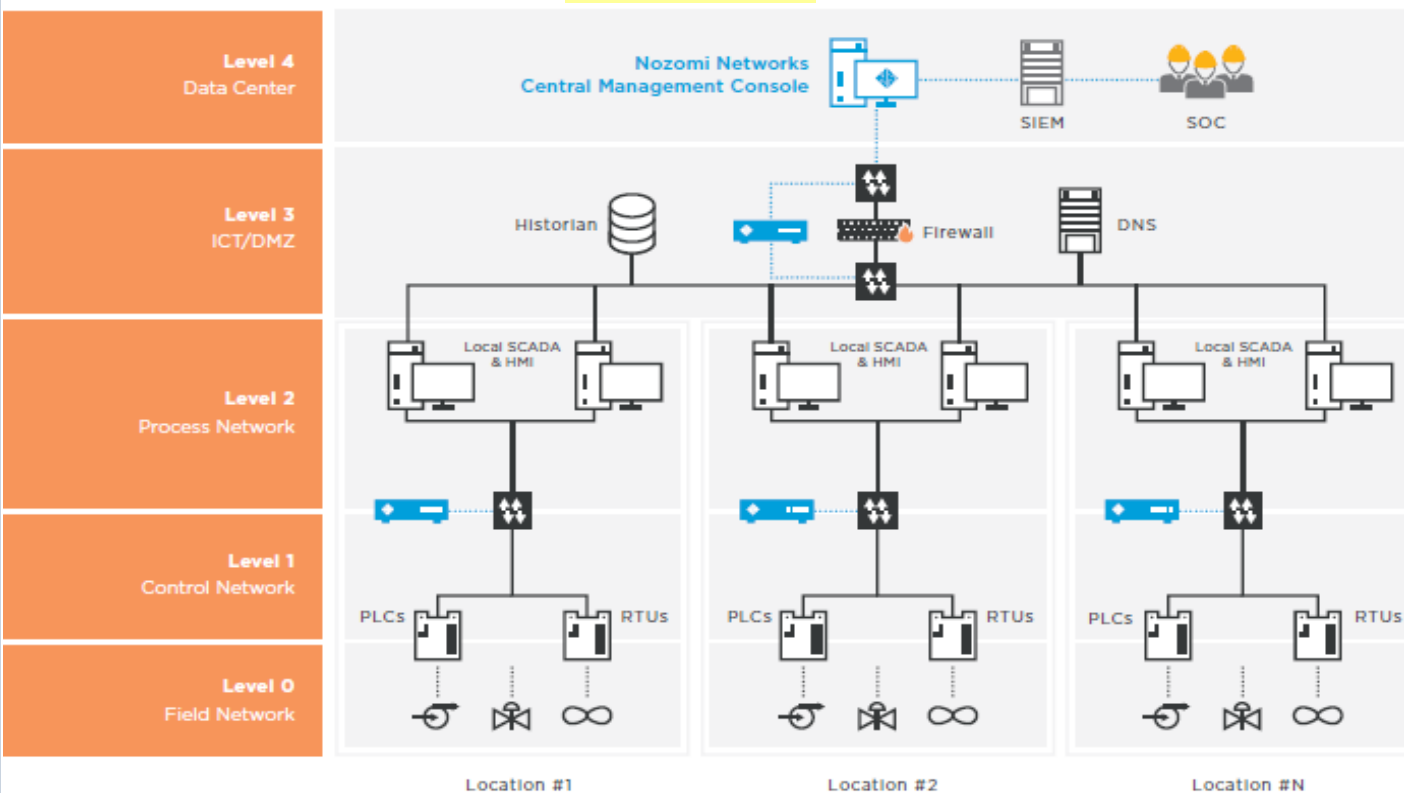 Level 4
Data Center
Nozomi Networks
Central Management Console
SIEM
SOC
Level 3
ICT/DMZ
Historian
Firewall
DNS
Level 2
Process Network
Local SCADA
& HMI
Local SCADA
& HMI
Local SCADA
& HMI
Level 1
Control Network
PLCs
RTUs
PLCs
RTUs
PLCs
RTUs
Level 0
Field Network
Location #1
Location #2
Location #N